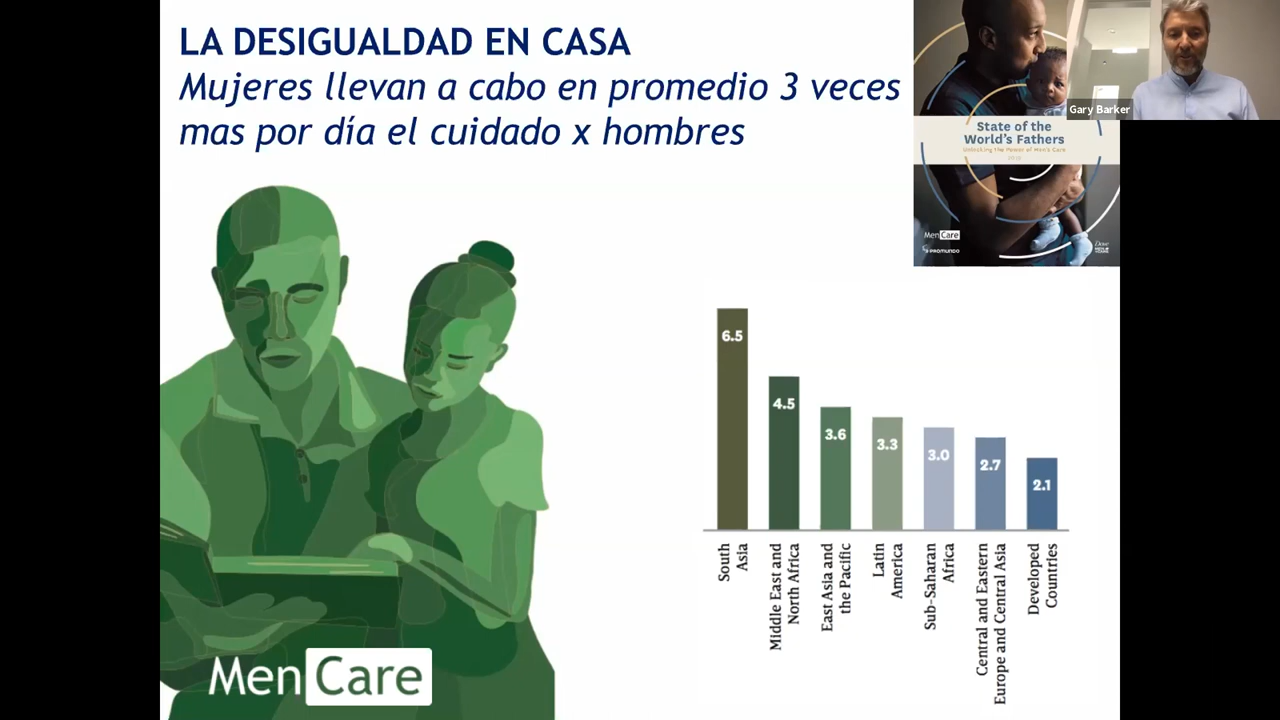 LA DESIGUALDAD EN CASA
Mujeres llevan a cabo en promedio 3 veces
mas por día el cuidado x hombres
Gary Barker
State of the
World's Fathers
Unlocking the Power of Men's Care
MenCare
PROMUNDO
Dove
6.5
4.5
3.6
3.3
3.0
2.7
2.1
South
Asia
Middle East and
North Africa
East Asia and
the Pacific
Latin
America
Sub-Saharan
Africa
Central and Eastern
Europe and Central Asia
Developed
Countries
MenCare